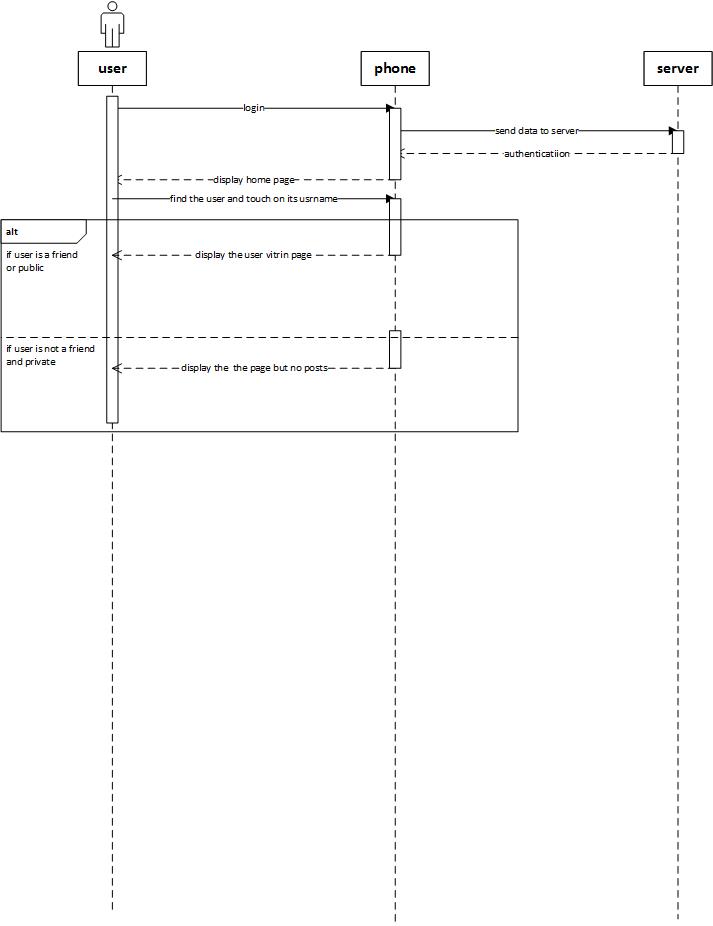 user
phone
server
login
send data to server
authenticatiion
display home page
find the user and touch on its usrname
alt
if user is a friend
or public
display the user vitrin page
if user is not a friend
and private
display the  the page but no posts